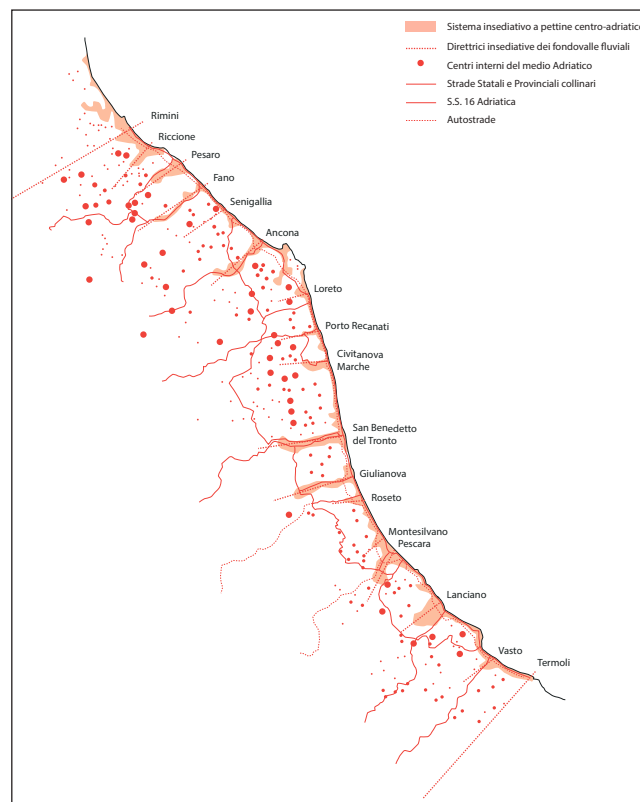 Sistema insediativo a pettine centro-adriatico
Direttrici insediative dei fondovalle fluviali
Centri interni del medio Adriatico
Strade Statali e Provinciali collinari
S.S. 16 Adriatica
Autostrade
Rimini
Riccione
Pesaro
Fano
Senigallia
Ancona
Loreto
Porto Recanati
Civitanova
Marche
San Benedetto
del Tronto
Giulianova
Roseto
Montesilvano
Pescara
Lanciano
Vasto
Termoli